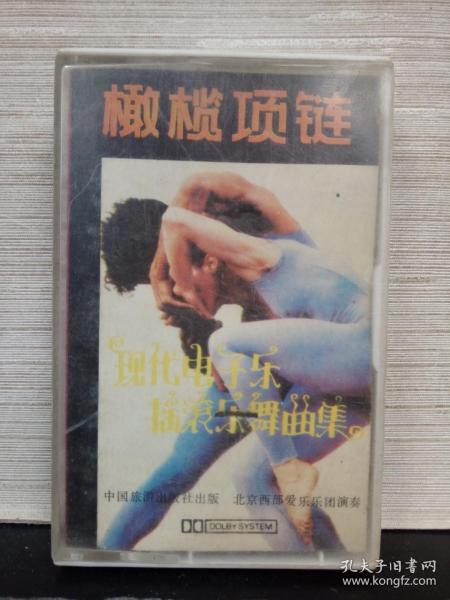 橄榄项链
现代电子乐
摇滚乐舞曲集
中国旅游出版社出版 北京西部爱乐乐团演奏
DOLBY SYSTEM
孔夫子旧书网
www.kongfz.com